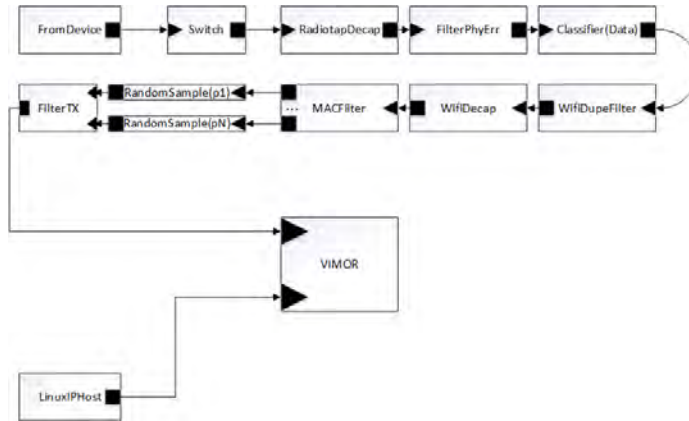 FromDevice
Switch
RadiotapDecap
FilterPhyErr
Classifier(Data)
FilterTX
RandomSample(p1)
RandomSample(pN)
...
MACFilter
WifiDecap
WifiDupeFilter
VIMOR
LinuxIPHost